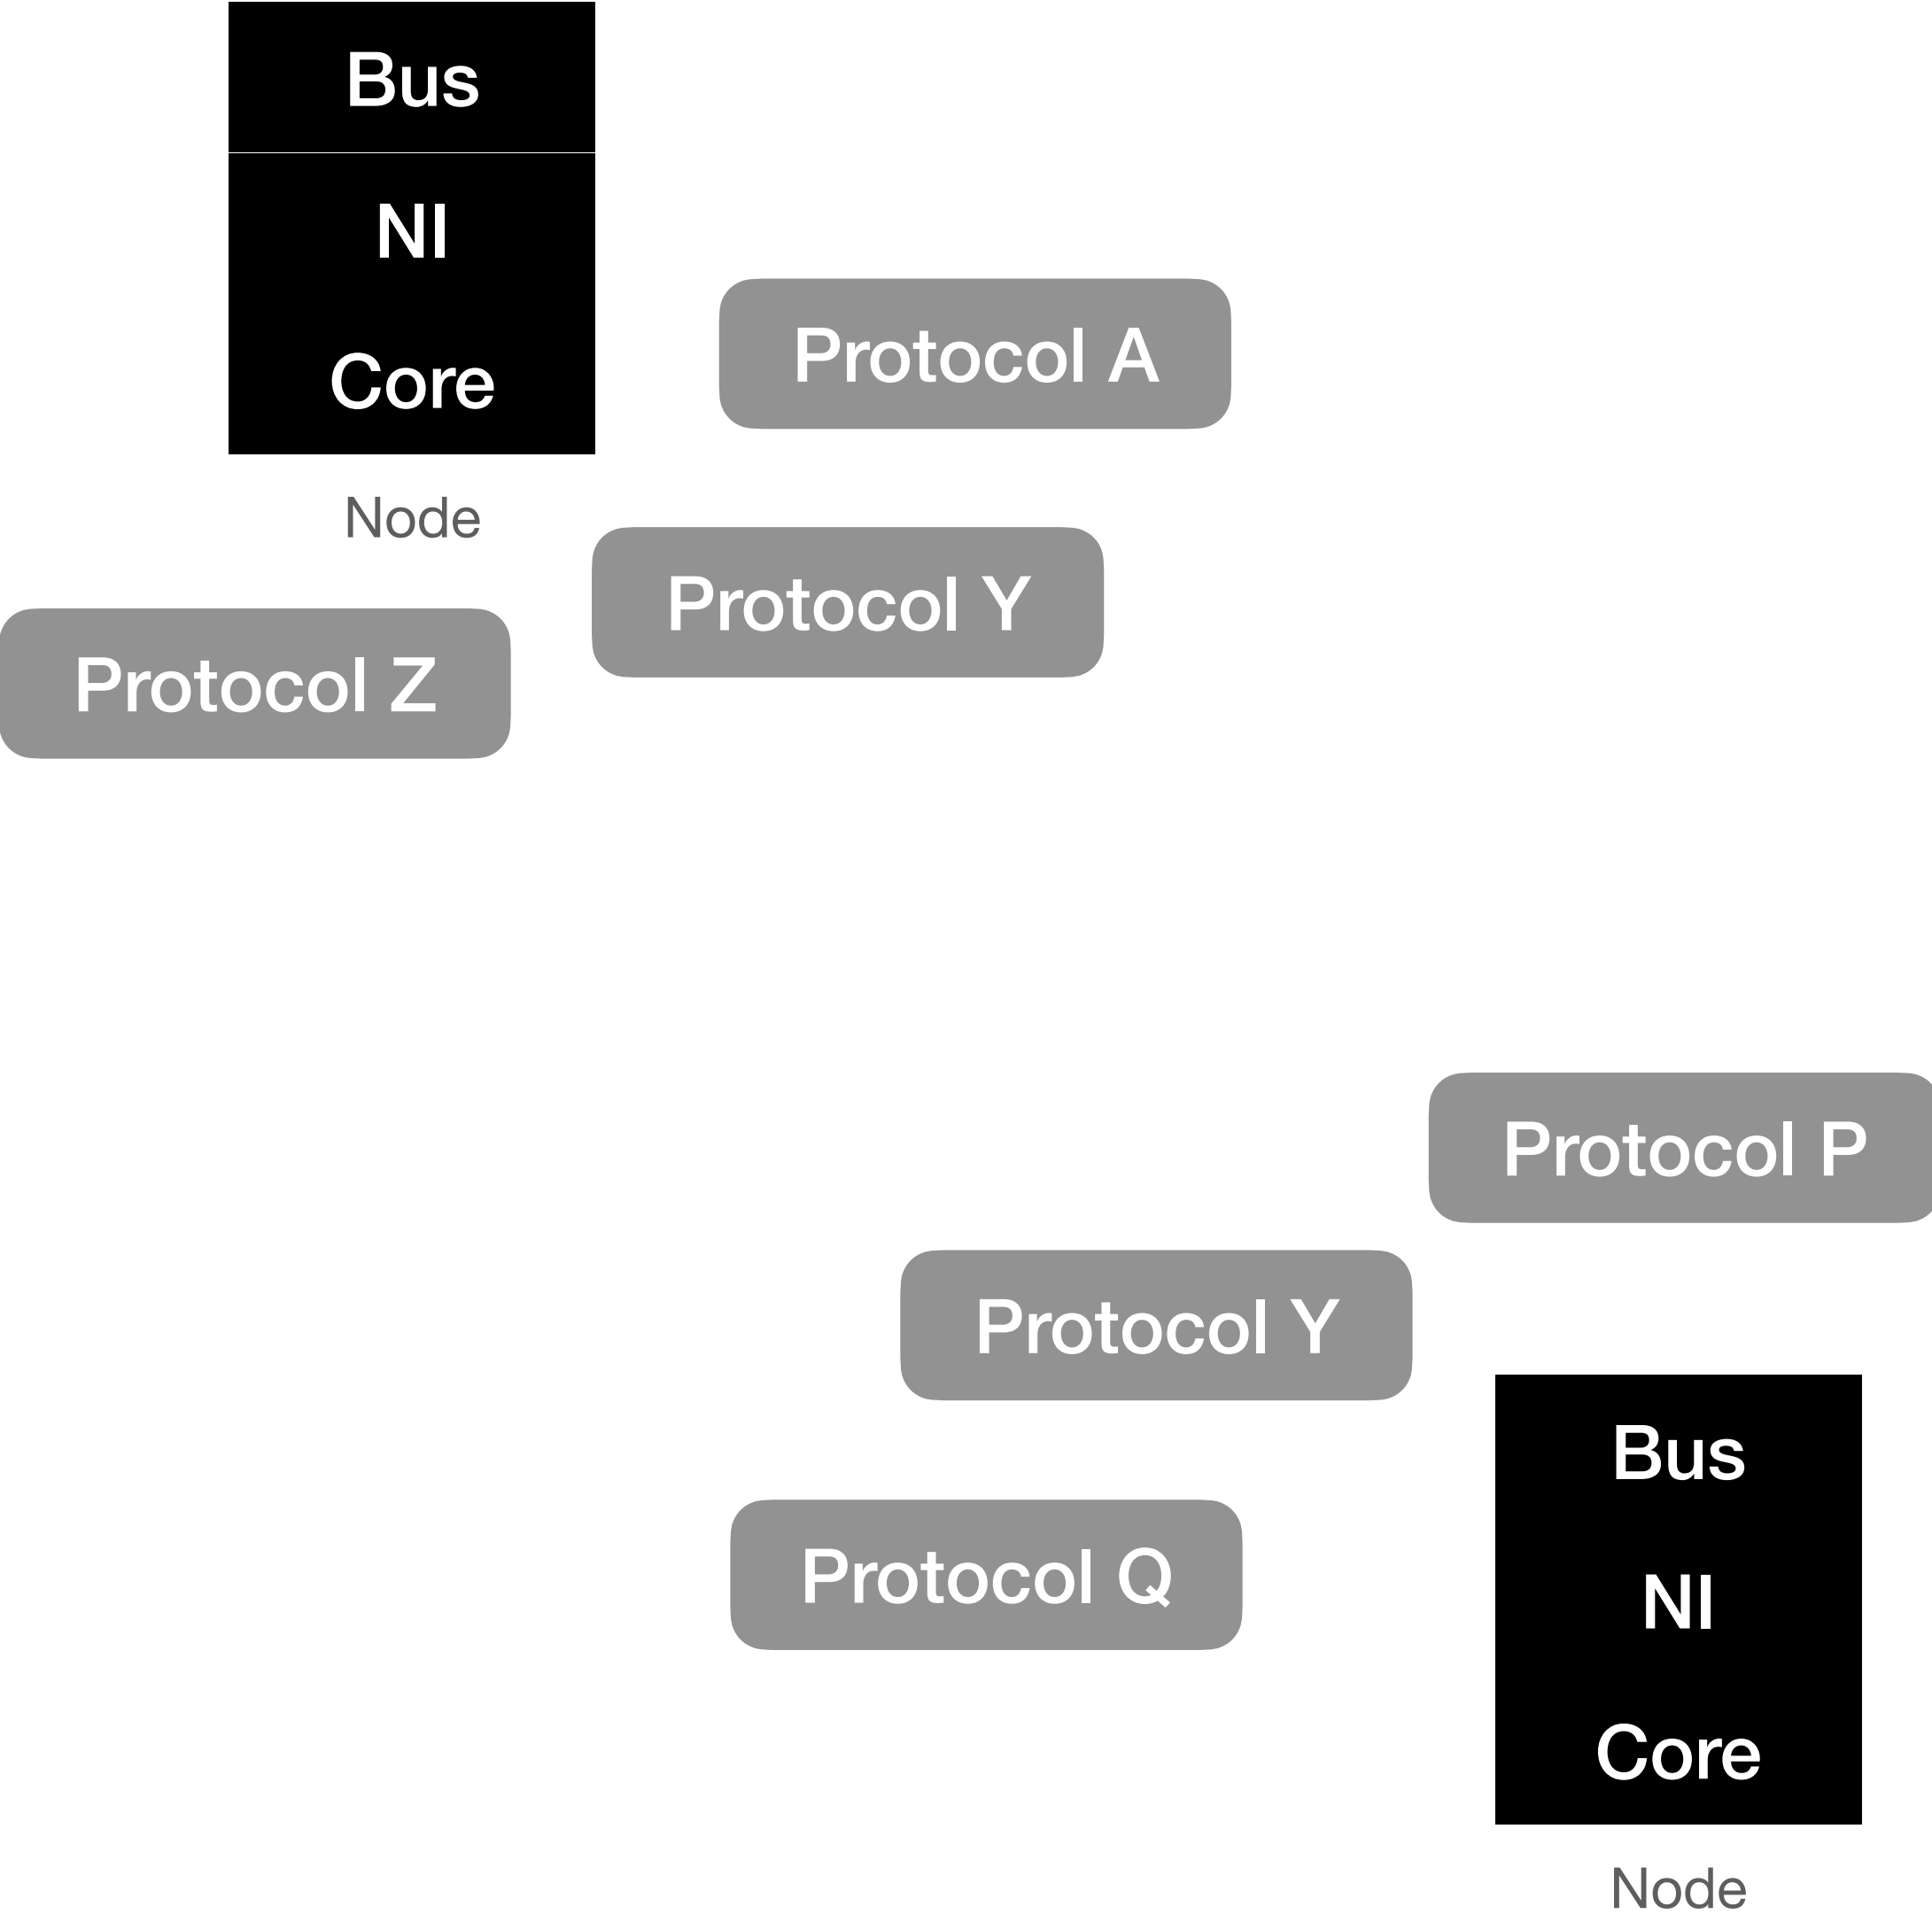 Bus
NI
Core
Node
Protocol A
Protocol Y
Protocol Z
Protocol P
Protocol Y
Protocol Q
Bus
NI
Core
Node